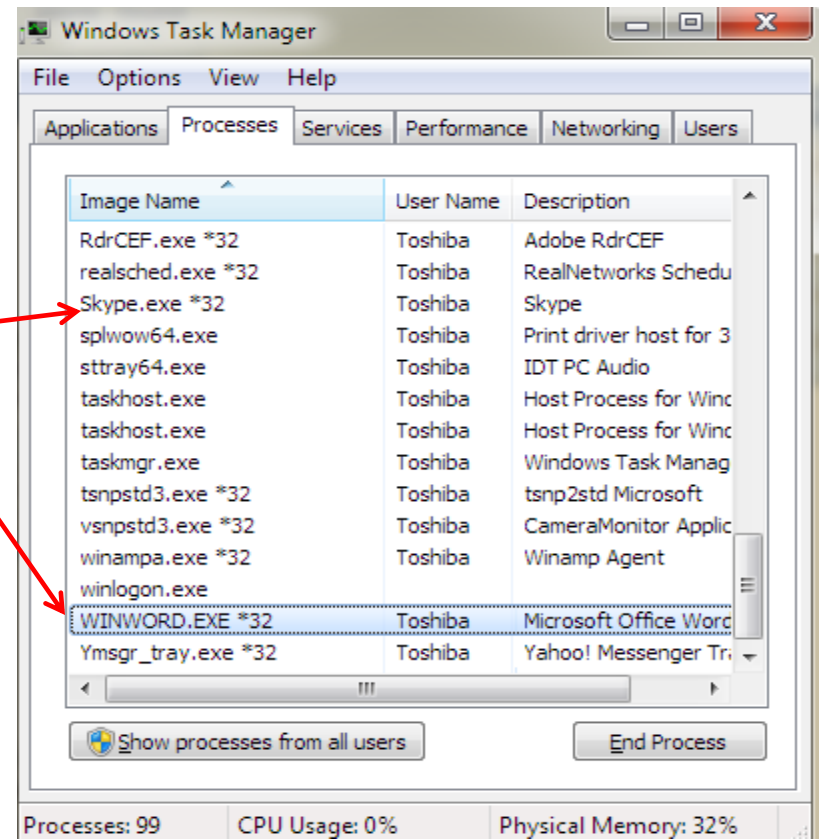 Windows Task Manager
File Options View Help
Applications Processes Services Performance Networking Users
Image Name User Name Description
RdrCEF.exe *32 Toshiba Adobe RdrCEF
realsched.exe *32 Toshiba RealNetworks Schedu
Skype.exe *32 Toshiba Skype
splwow64.exe Toshiba Print driver host for 3
sttray64.exe Toshiba IDT PC Audio
taskhost.exe Toshiba Host Process for Winc
taskhost.exe Toshiba Host Process for Winc
taskmgr.exe Toshiba Windows Task Manag
tsnpstd3.exe *32 Toshiba tsnp2std Microsoft
vsnpstd3.exe *32 Toshiba CameraMonitor Applic
winampa.exe *32 Toshiba Winamp Agent
winlogon.exe
WINWORD.EXE *32 Toshiba Microsoft Office Word
Ymsgr_tray.exe *32 Toshiba Yahoo! Messenger Tra
Show processes from all users End Process
Processes: 99 CPU Usage: 0% Physical Memory: 32%